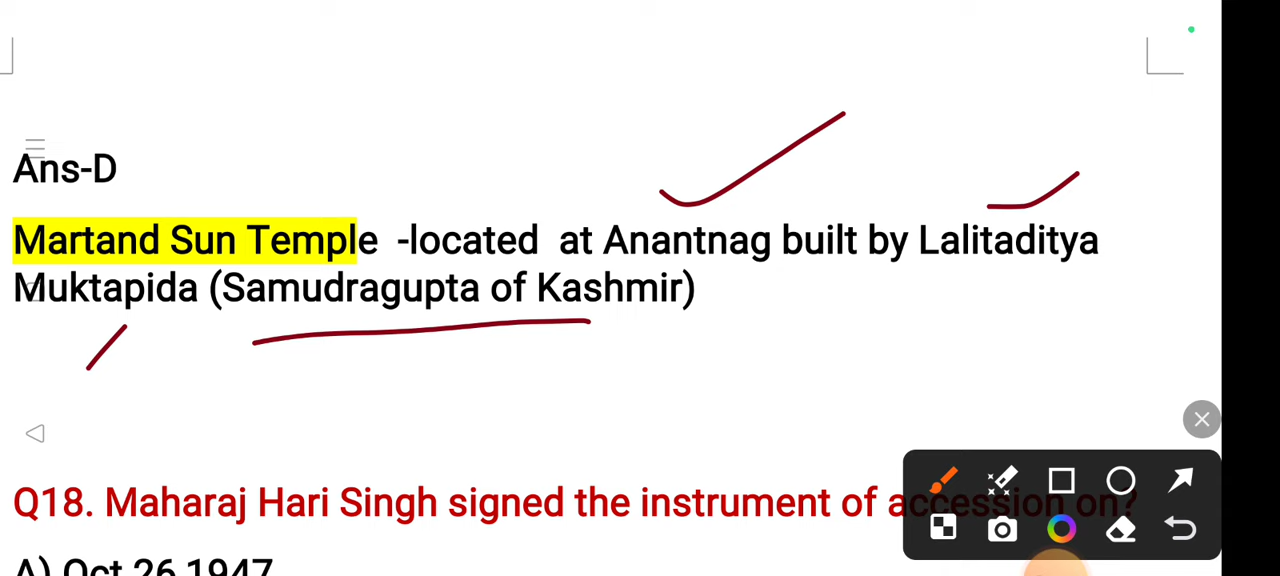 Ans-D
Martand Sun Temple -located at Anantnag built by Lalitaditya
Muktapida (Samudragupta of Kashmir)
Q18. Maharaj Hari Singh signed the instrument of accession on?
A) Oct 26 1947